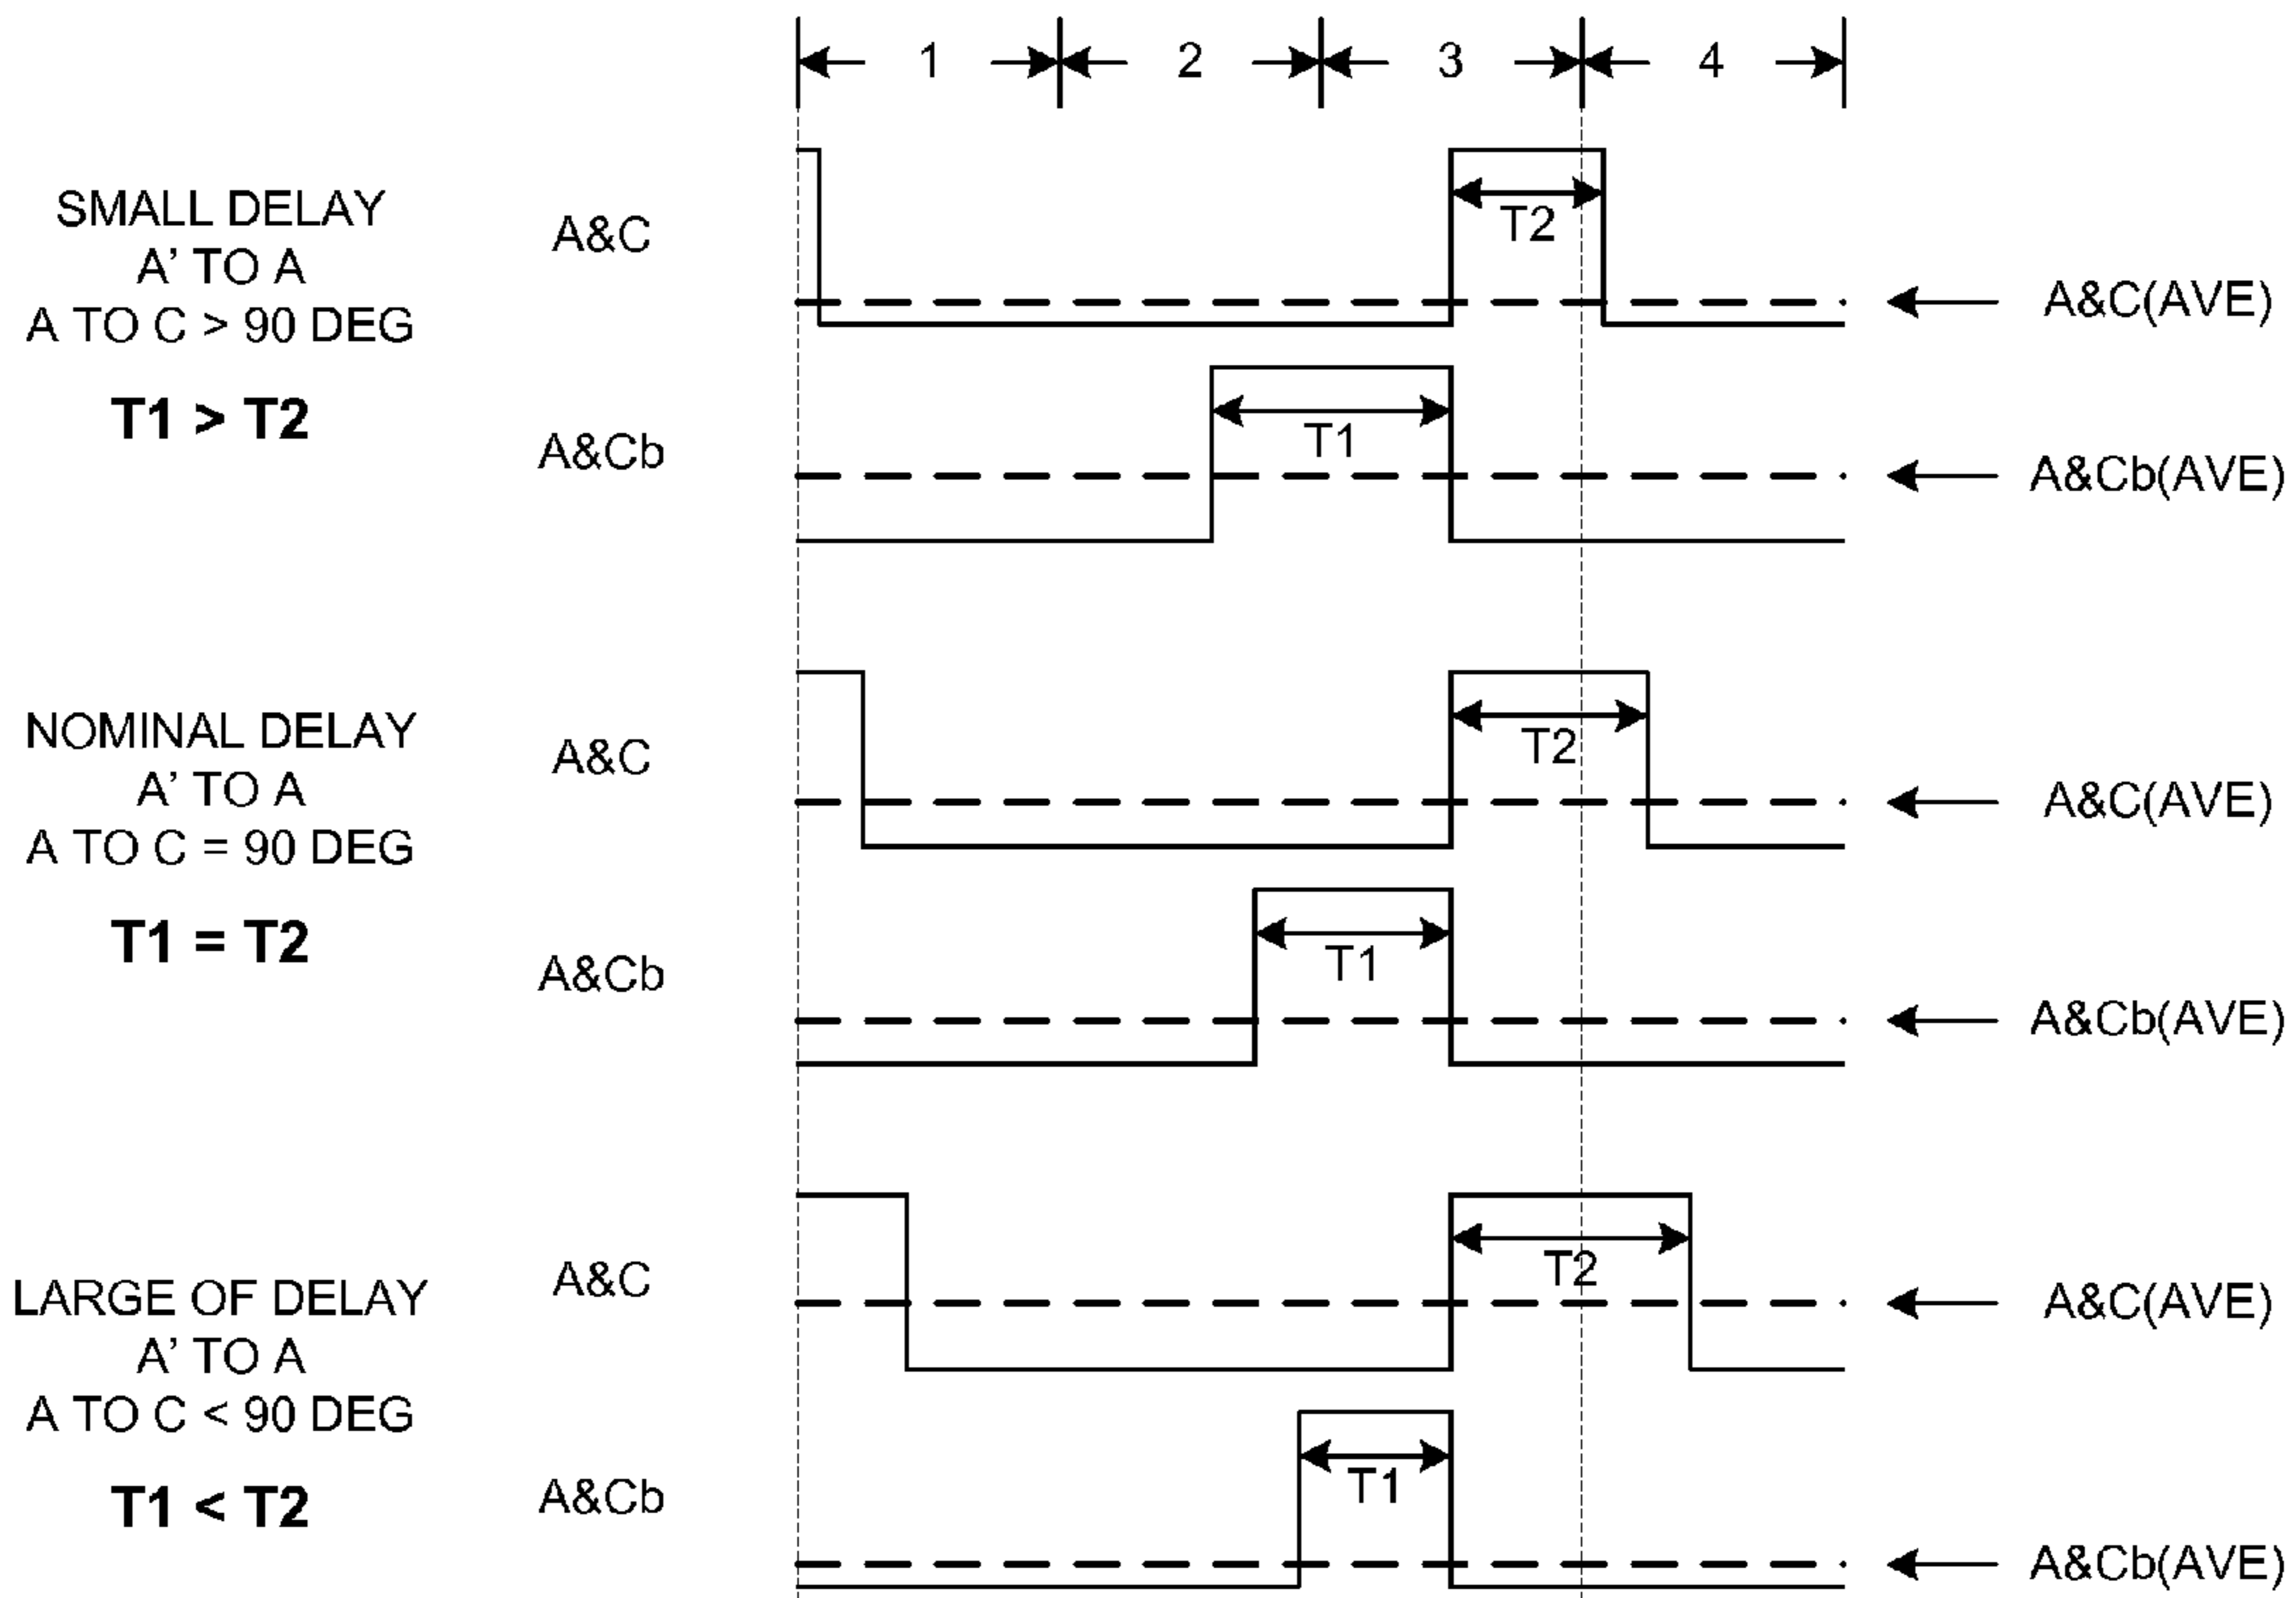 1 2 3 4
SMALL DELAY
A' TO A
A TO C > 90 DEG
T1 > T2
A&C
T2
A&C(AVE)
A&Cb
T1
A&Cb(AVE)
NOMINAL DELAY
A' TO A
A TO C = 90 DEG
T1 = T2
A&C
T2
A&C(AVE)
A&Cb
T1
A&Cb(AVE)
LARGE OF DELAY
A' TO A
A TO C < 90 DEG
T1 < T2
A&C
T2
A&C(AVE)
A&Cb
T1
A&Cb(AVE)